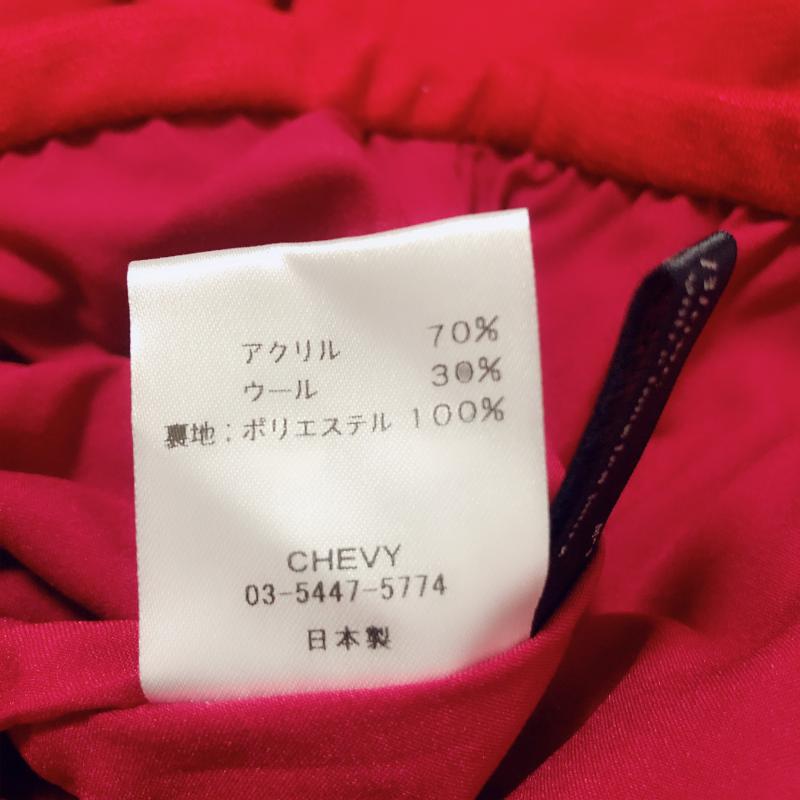 アクリル 70%
ウール 30%
裏地：ポリエステル 100%
CHEVY
03-5447-5774
日本製